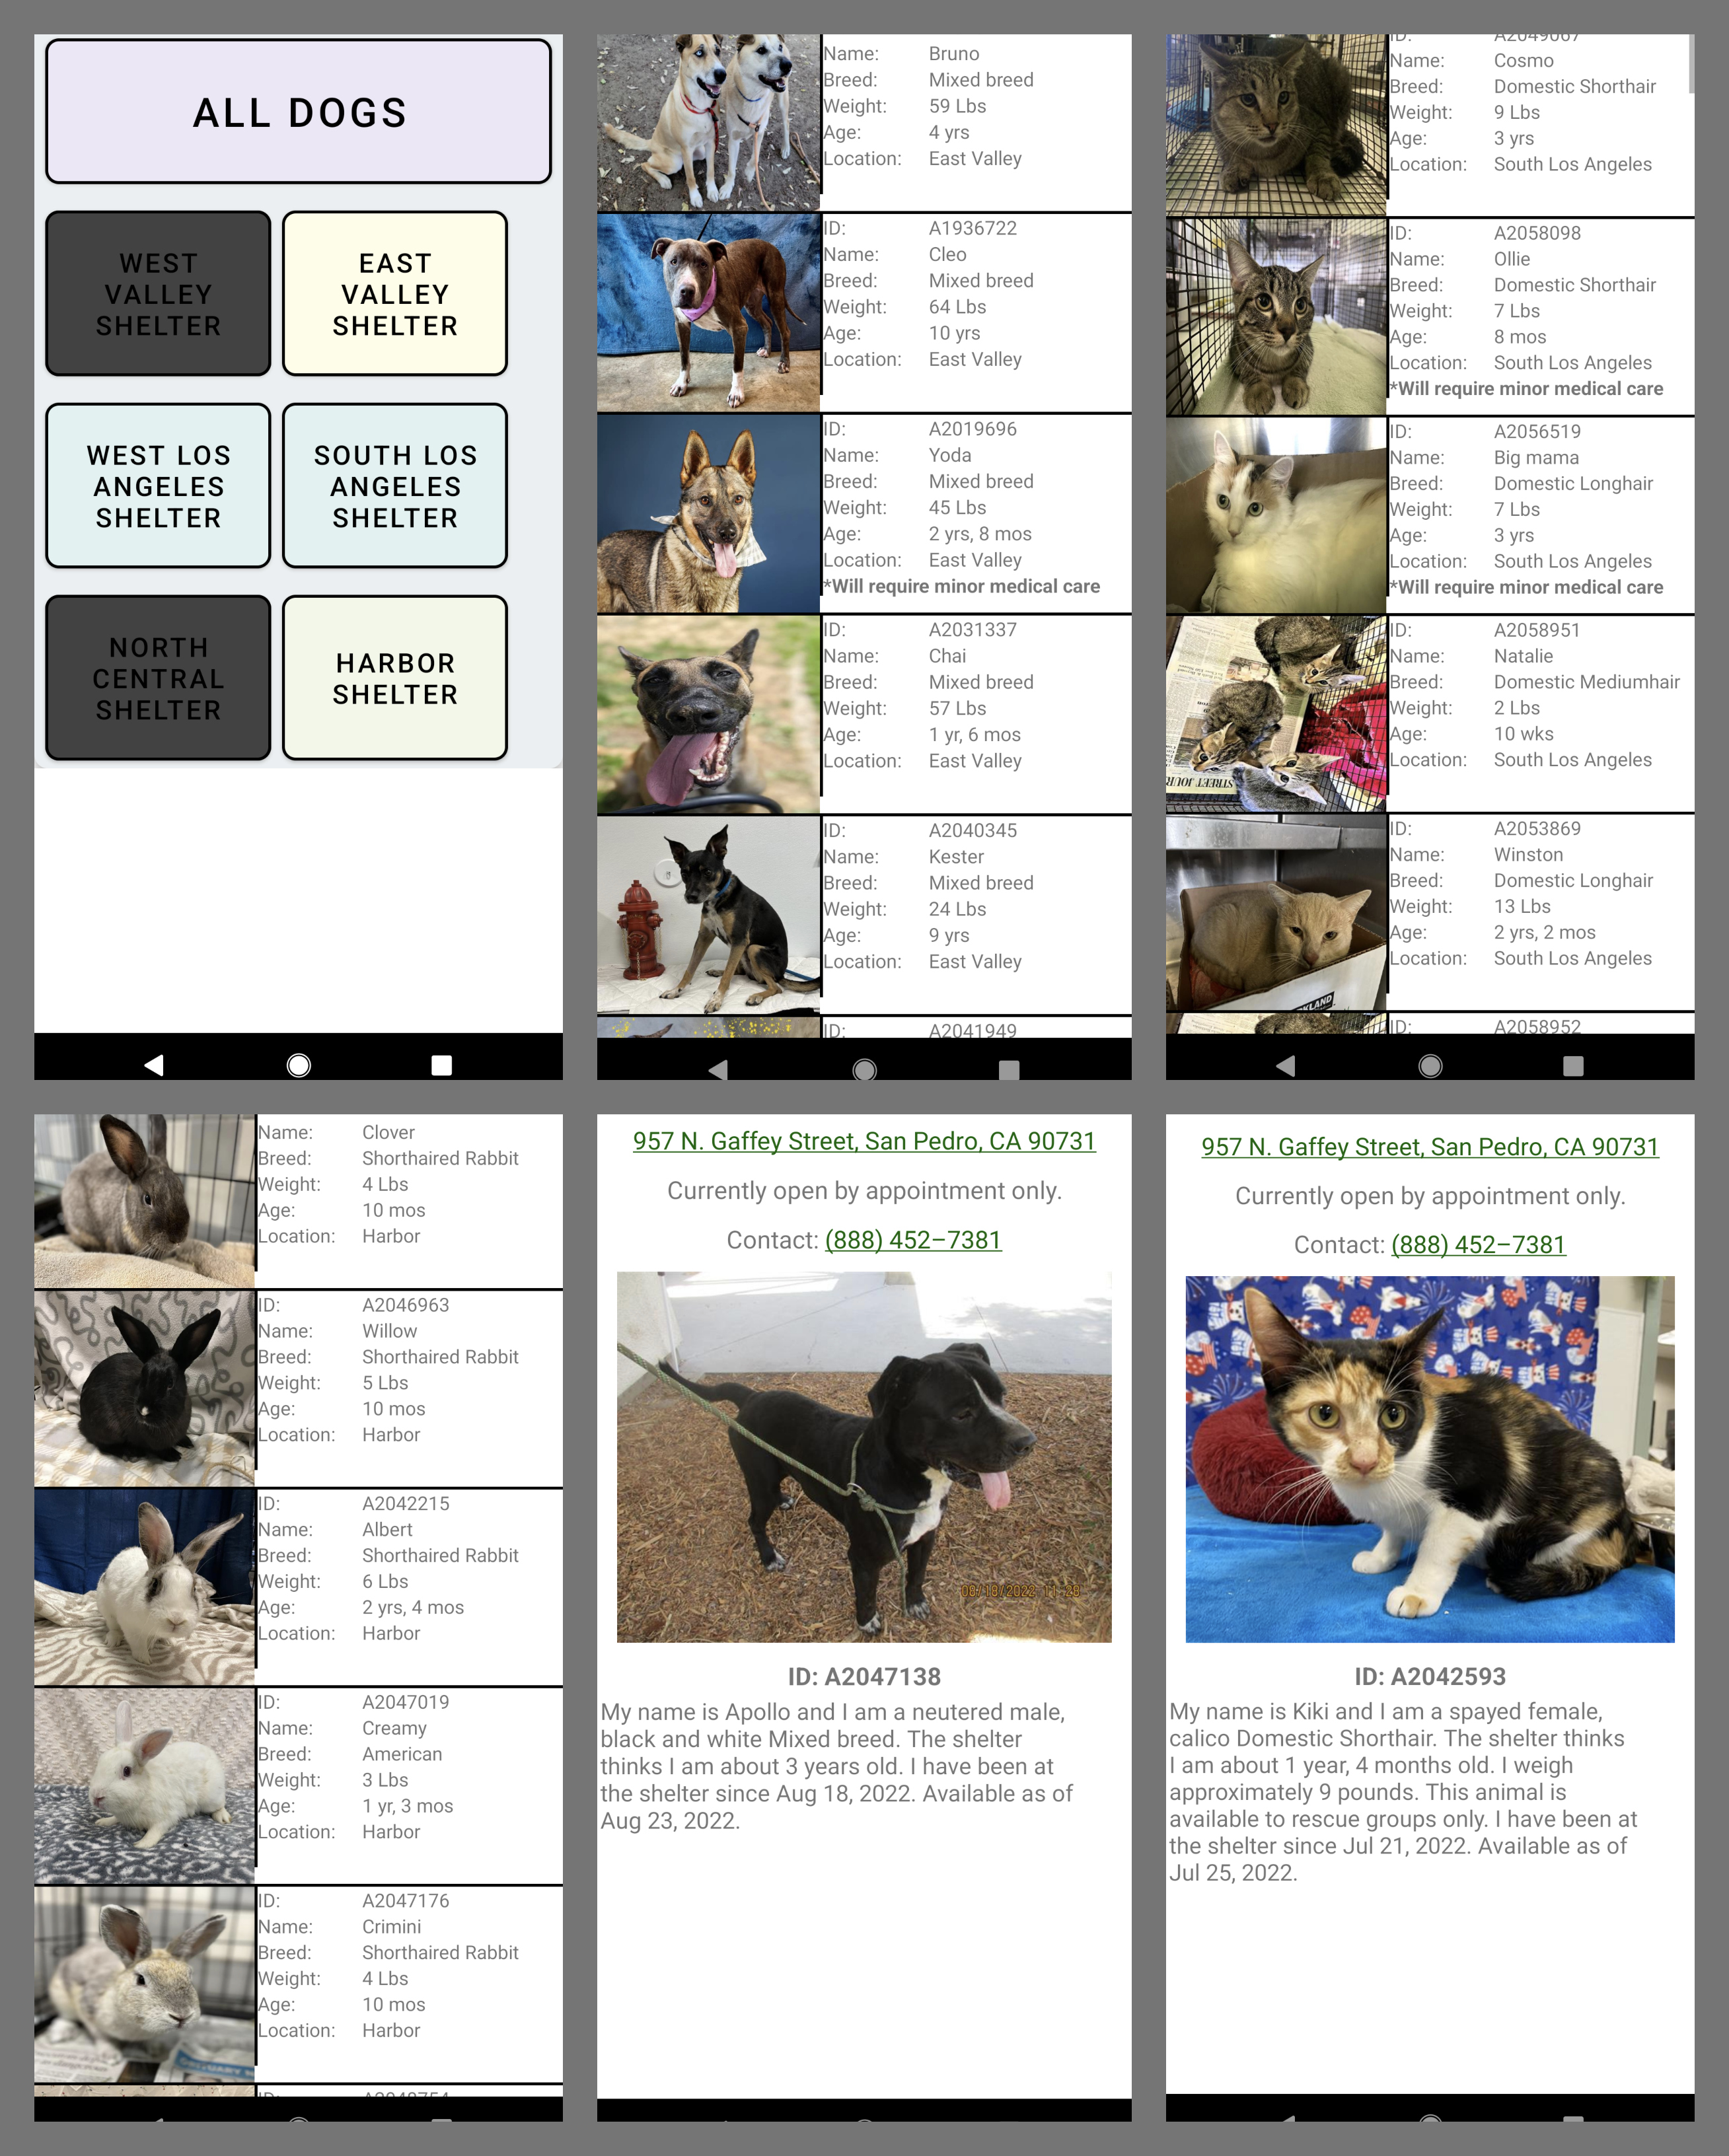 ALL DOGS
WEST
VALLEY
SHELTER
EAST
VALLEY
SHELTER
WEST LOS
ANGELES
SHELTER
SOUTH LOS
ANGELES
SHELTER
NORTH
CENTRAL
SHELTER
HARBOR
SHELTER
Name: Bruno
Breed: Mixed breed
Weight: 59 Lbs
Age: 4 yrs
Location: East Valley
ID: A1936722
Name: Cleo
Breed: Mixed breed
Weight: 64 Lbs
Age: 10 yrs
Location: East Valley
ID: A2019696
Name: Yoda
Breed: Mixed breed
Weight: 45 Lbs
Age: 2 yrs, 8 mos
Location: East Valley
*Will require minor medical care
ID: A2031337
Name: Chai
Breed: Mixed breed
Weight: 57 Lbs
Age: 1 yr, 6 mos
Location: East Valley
ID: A2040345
Name: Kester
Breed: Mixed breed
Weight: 24 Lbs
Age: 9 yrs
Location: East Valley
ID: A2041949
ID: A2049067
Name: Cosmo
Breed: Domestic Shorthair
Weight: 9 Lbs
Age: 3 yrs
Location: South Los Angeles
ID: A2058098
Name: Ollie
Breed: Domestic Shorthair
Weight: 7 Lbs
Age: 8 mos
Location: South Los Angeles
*Will require minor medical care
ID: A2056519
Name: Big mama
Breed: Domestic Longhair
Weight: 7 Lbs
Age: 3 yrs
Location: South Los Angeles
*Will require minor medical care
ID: A2058951
Name: Natalie
Breed: Domestic Mediumhair
Weight: 2 Lbs
Age: 10 wks
Location: South Los Angeles
STREET JOUR
ID: A2053869
Name: Winston
Breed: Domestic Longhair
Weight: 13 Lbs
Age: 2 yrs, 2 mos
Location: South Los Angeles
KLAND
ID: A2058952
Name: Clover
Breed: Shorthaired Rabbit
Weight: 4 Lbs
Age: 10 mos
Location: Harbor
ID: A2046963
Name: Willow
Breed: Shorthaired Rabbit
Weight: 5 Lbs
Age: 10 mos
Location: Harbor
ID: A2042215
Name: Albert
Breed: Shorthaired Rabbit
Weight: 6 Lbs
Age: 2 yrs, 4 mos
Location: Harbor
ID: A2047019
Name: Creamy
Breed: American
Weight: 3 Lbs
Age: 1 yr, 3 mos
Location: Harbor
ID: A2047176
Name: Crimini
Breed: Shorthaired Rabbit
Weight: 4 Lbs
Age: 10 mos
Location: Harbor
957 N. Gaffey Street, San Pedro, CA 90731
Currently open by appointment only.
Contact: (888) 452–7381
08/18/2022 11:28
ID: A2047138
My name is Apollo and I am a neutered male,
black and white Mixed breed. The shelter
thinks I am about 3 years old. I have been at
the shelter since Aug 18, 2022. Available as of
Aug 23, 2022.
957 N. Gaffey Street, San Pedro, CA 90731
Currently open by appointment only.
Contact: (888) 452–7381
ID: A2042593
My name is Kiki and I am a spayed female,
calico Domestic Shorthair. The shelter thinks
I am about 1 year, 4 months old. I weigh
approximately 9 pounds. This animal is
available to rescue groups only. I have been at
the shelter since Jul 21, 2022. Available as of
Jul 25, 2022.